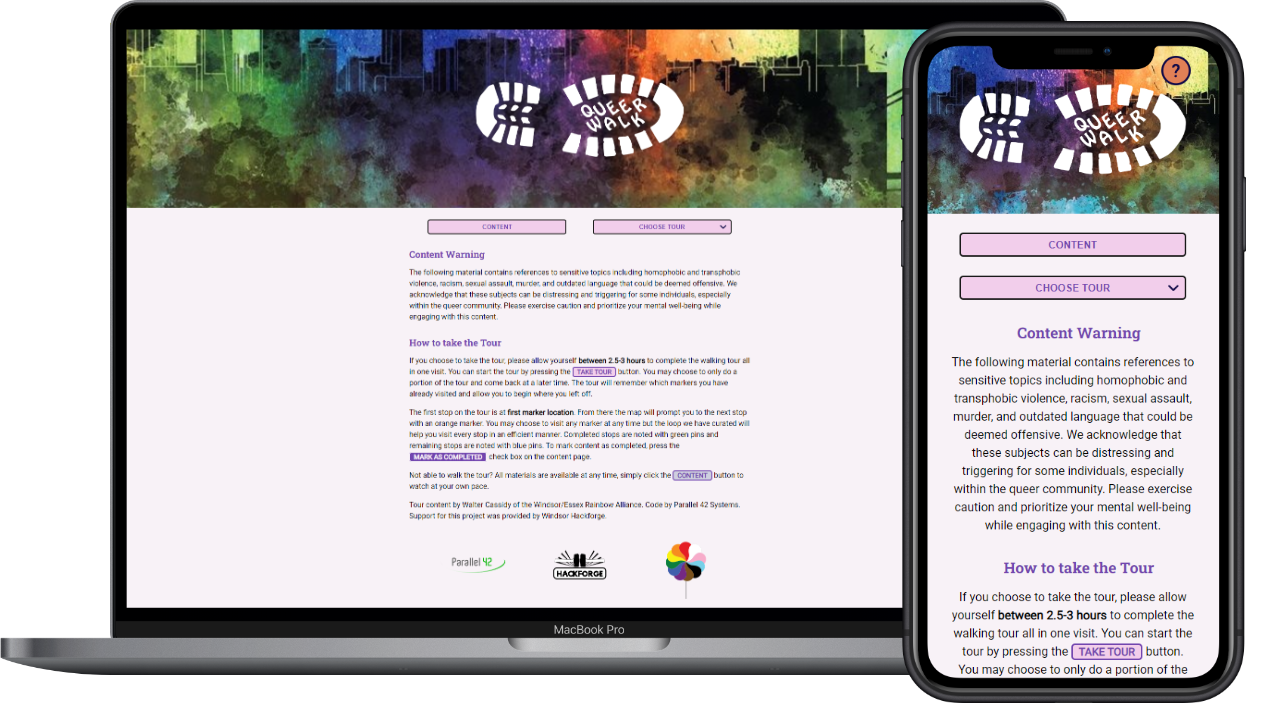 QUEER
WALK
CONTENT
CHOOSE TOUR
Content Warning
The following material contains references to sensitive topics including homophobic and transphobic
violence, racism, sexual assault, murder, and outdated language that could be deemed offensive. We
acknowledge that these subjects can be distressing and triggering for some individuals, especially
within the queer community. Please exercise caution and prioritize your mental well-being while
engaging with this content.
How to take the Tour
If you choose to take the tour, please allow yourself between 2.5-3 hours to complete the walking tour all
in one visit. You can start the tour by pressing the TAKE TOUR button. You may choose to only do a
portion of the tour and come back at a later time. The tour will remember which markers you have
already visited and allow you to begin where you left off.
The first stop on the tour is at first marker location. From there the map will prompt you to the next stop
with an orange marker. You may choose to visit any marker at any time but the loop we have curated will
help you visit every stop in an efficient manner. Completed stops are noted with green pins and
remaining stops are noted with blue pins. To mark content as completed, press the
MARK AS COMPLETED check box on the content page.
Not able to walk the tour? All materials are available at any time, simply click the CONTENT button to
watch at your own pace.
Tour content by Walter Cassidy of the Windsor/Essex Rainbow Alliance. Code by Parallel 42 Systems.
Support for this project was provided by Windsor Hackforge.
Parallel 42
HACKFORGE
MacBook Pro
?
QUEER
WALK
CONTENT
CHOOSE TOUR
Content Warning
The following material contains references to
sensitive topics including homophobic and
transphobic violence, racism, sexual assault,
murder, and outdated language that could be
deemed offensive. We acknowledge that
these subjects can be distressing and
triggering for some individuals, especially
within the queer community. Please exercise
caution and prioritize your mental well-being
while engaging with this content.
How to take the Tour
If you choose to take the tour, please allow
yourself between 2.5-3 hours to complete the
walking tour all in one visit. You can start the
tour by pressing the TAKE TOUR button.
You may choose to only do a portion of the